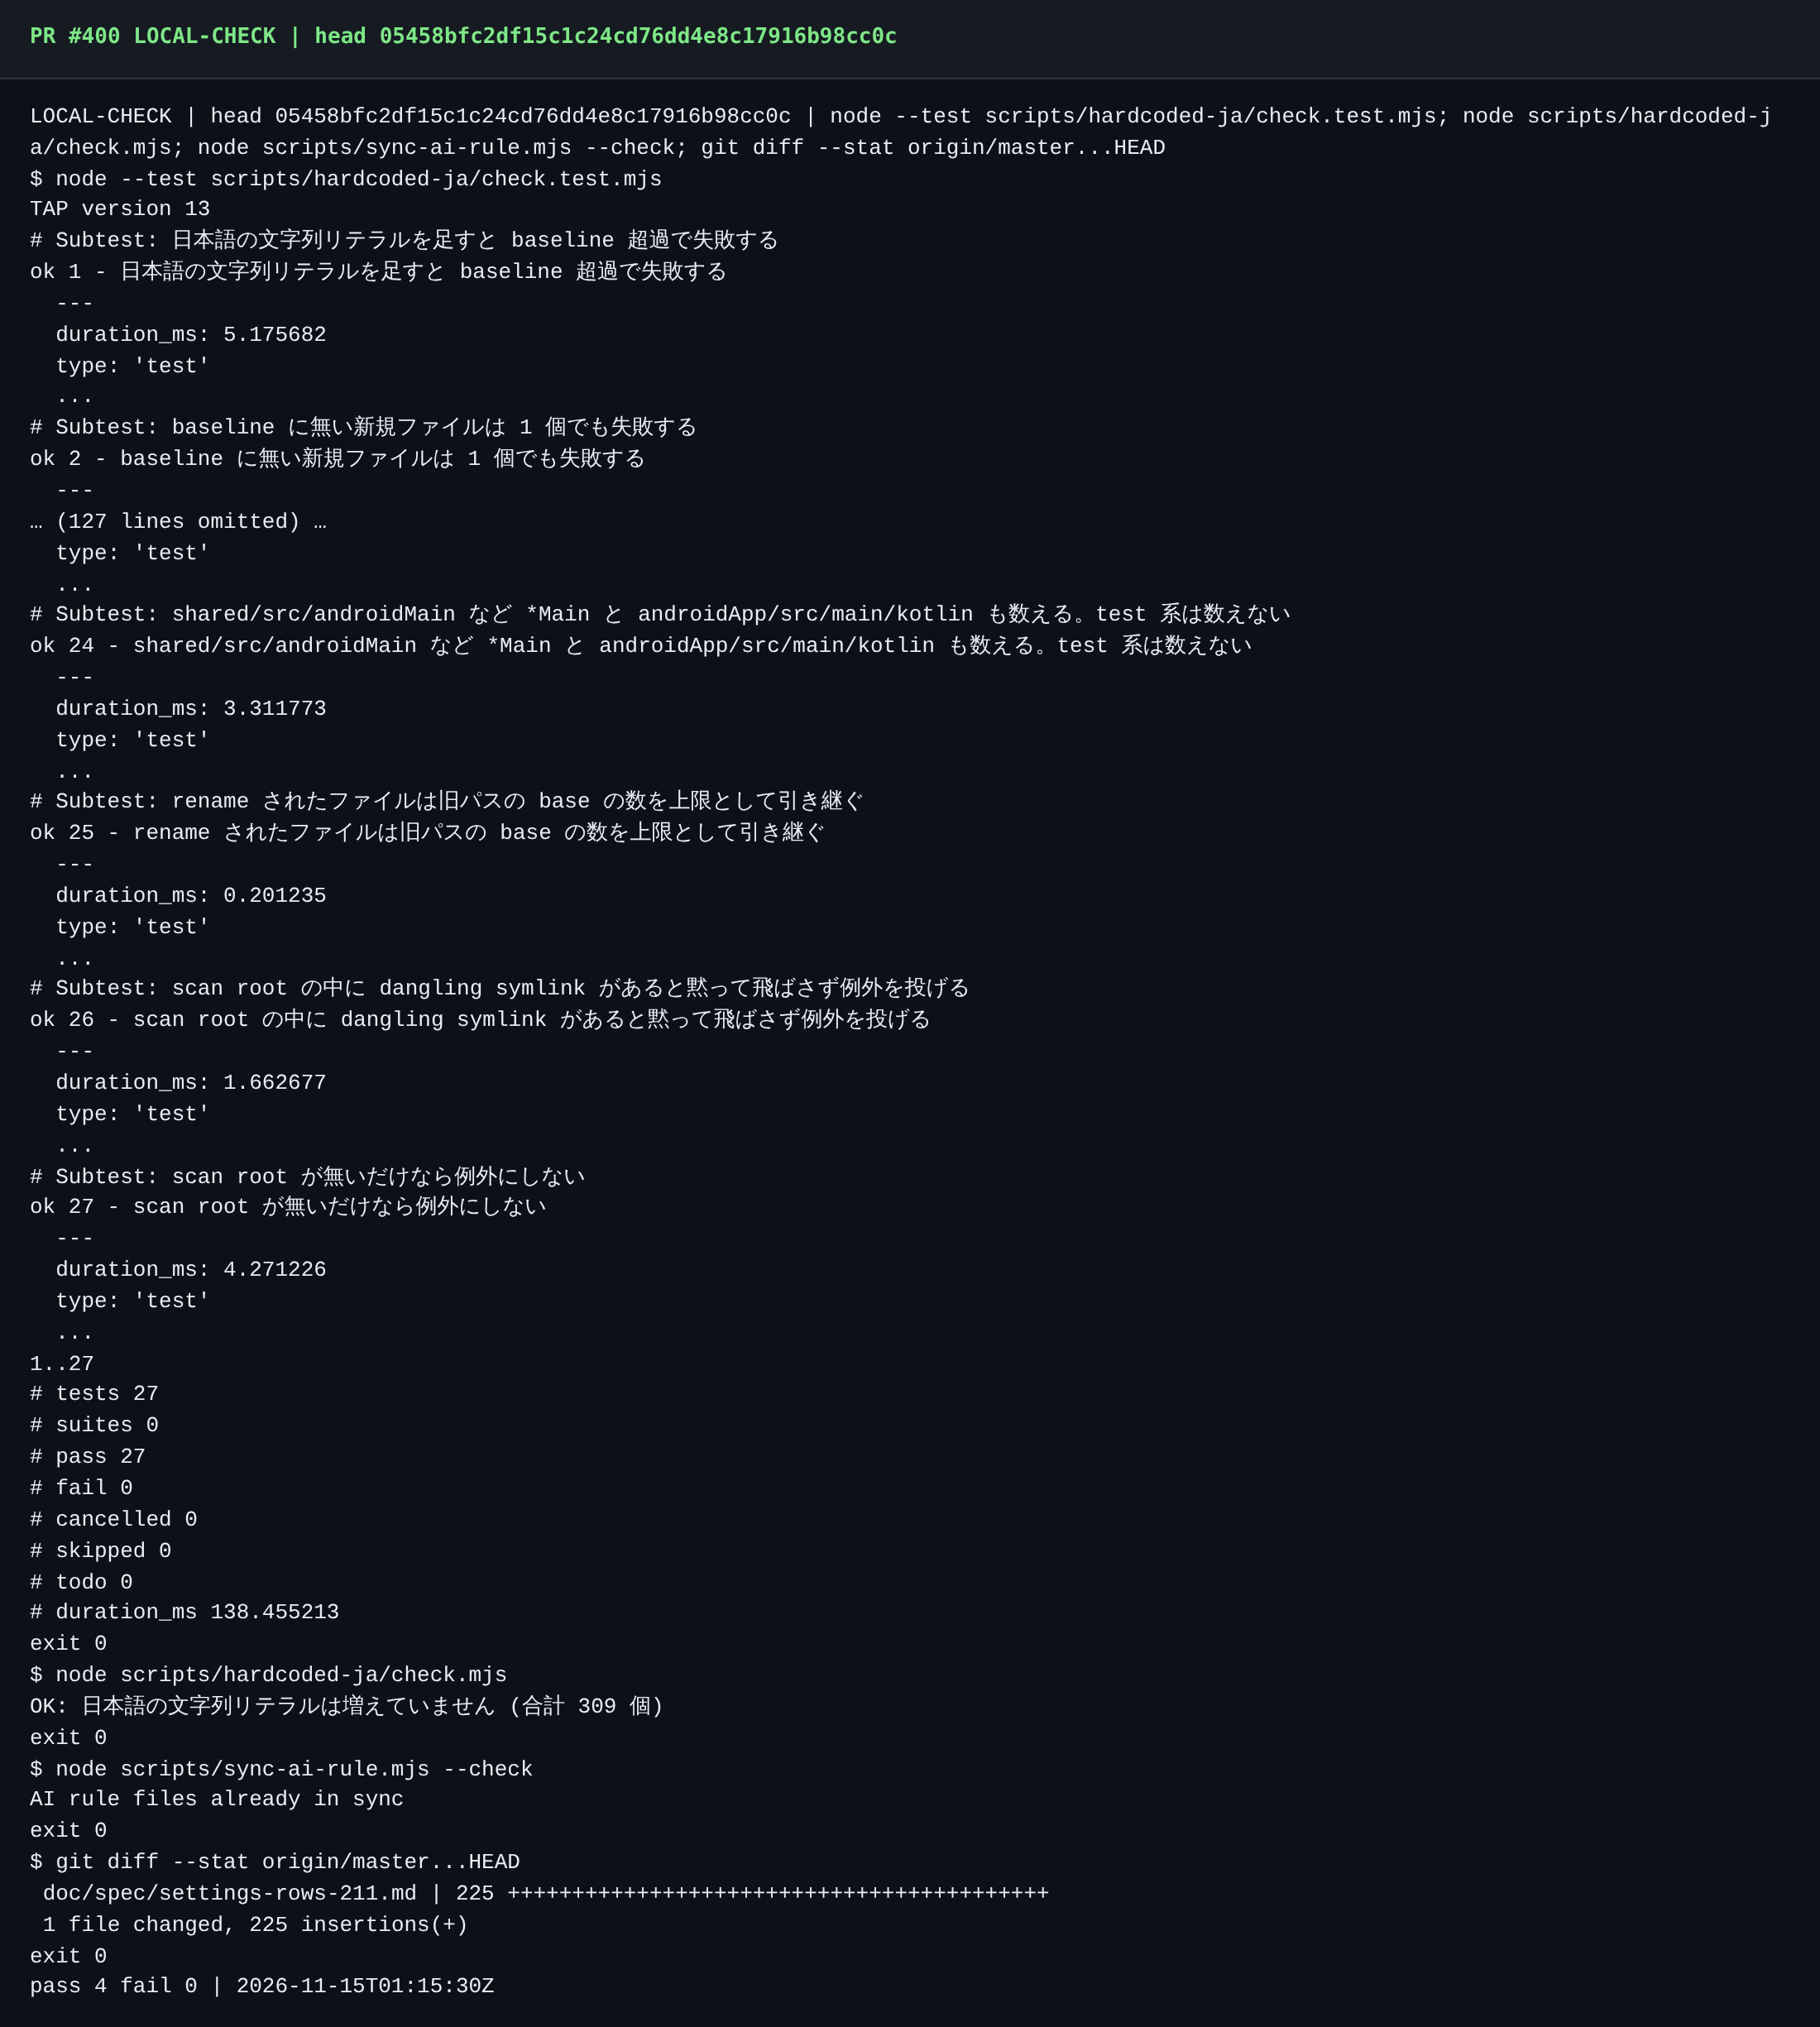 PR #400 LOCAL-CHECK | head 05458bfc2df15c1c24cd76dd4e8c17916b98cc0c
LOCAL-CHECK | head 05458bfc2df15c1c24cd76dd4e8c17916b98cc0c | node --test scripts/hardcoded-ja/check.test.mjs; node scripts/hardcoded-j
a/check.mjs; node scripts/sync-ai-rule.mjs --check; git diff --stat origin/master...HEAD
$ node --test scripts/hardcoded-ja/check.test.mjs
TAP version 13
# Subtest: 日本語の文字列リテラルを足すと baseline 超過で失敗する
ok 1 - 日本語の文字列リテラルを足すと baseline 超過で失敗する
  ---
  duration_ms: 5.175682
  type: 'test'
  ...
# Subtest: baseline に無い新規ファイルは 1 個でも失敗する
ok 2 - baseline に無い新規ファイルは 1 個でも失敗する
  ---
… (127 lines omitted) …
  type: 'test'
  ...
# Subtest: shared/src/androidMain など *Main と androidApp/src/main/kotlin も数える。test 系は数えない
ok 24 - shared/src/androidMain など *Main と androidApp/src/main/kotlin も数える。test 系は数えない
  ---
  duration_ms: 3.311773
  type: 'test'
  ...
# Subtest: rename されたファイルは旧パスの base の数を上限として引き継ぐ
ok 25 - rename されたファイルは旧パスの base の数を上限として引き継ぐ
  ---
  duration_ms: 0.201235
  type: 'test'
  ...
# Subtest: scan root の中に dangling symlink があると黙って飛ばさず例外を投げる
ok 26 - scan root の中に dangling symlink があると黙って飛ばさず例外を投げる
  ---
  duration_ms: 1.662677
  type: 'test'
  ...
# Subtest: scan root が無いだけなら例外にしない
ok 27 - scan root が無いだけなら例外にしない
  ---
  duration_ms: 4.271226
  type: 'test'
  ...
1..27
# tests 27
# suites 0
# pass 27
# fail 0
# cancelled 0
# skipped 0
# todo 0
# duration_ms 138.455213
exit 0
$ node scripts/hardcoded-ja/check.mjs
OK: 日本語の文字列リテラルは増えていません (合計 309 個)
exit 0
$ node scripts/sync-ai-rule.mjs --check
AI rule files already in sync
exit 0
$ git diff --stat origin/master...HEAD
 doc/spec/settings-rows-211.md | 225 ++++++++++++++++++++++++++++++++++++++++++
 1 file changed, 225 insertions(+)
exit 0
pass 4 fail 0 | 2026-11-15T01:15:30Z